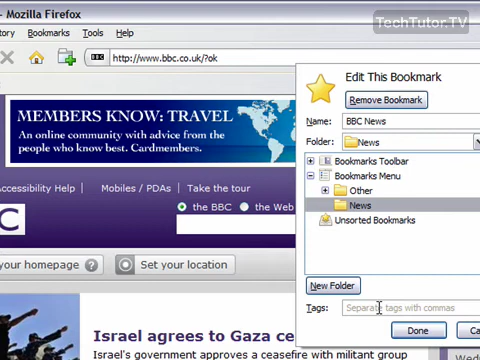 - Mozilla Firefox
TechTutor.TV
tory Bookmarks Tools Help
BBC http://www.bbc.co.uk/?ok
Edit This Bookmark
Remove Bookmark
Name: BBC News
Folder: News
Bookmarks Toolbar
Bookmarks Menu
Other
News
Unsorted Bookmarks
New Folder
Tags: Separate tags with commas
Done Ca
MEMBERS KNOW: TRAVEL
An online community with advice from the
people who know best. Cardmembers.
Accessibility Help | Mobiles / PDAs | Take the tour
the BBC the Web
C
your homepage ? Set your location
Israel agrees to Gaza ce
Israel's government approves a ceasefire with militant group
Wedn